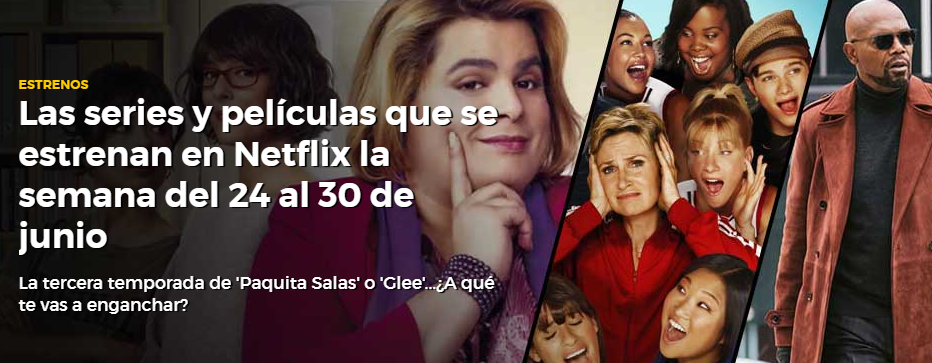 ESTRENOS
Las series y películas que se
estrenan en Netflix la
semana del 24 al 30 de
junio
La tercera temporada de 'Paquita Salas' o 'Glee'...¿A qué
te vas a enganchar?